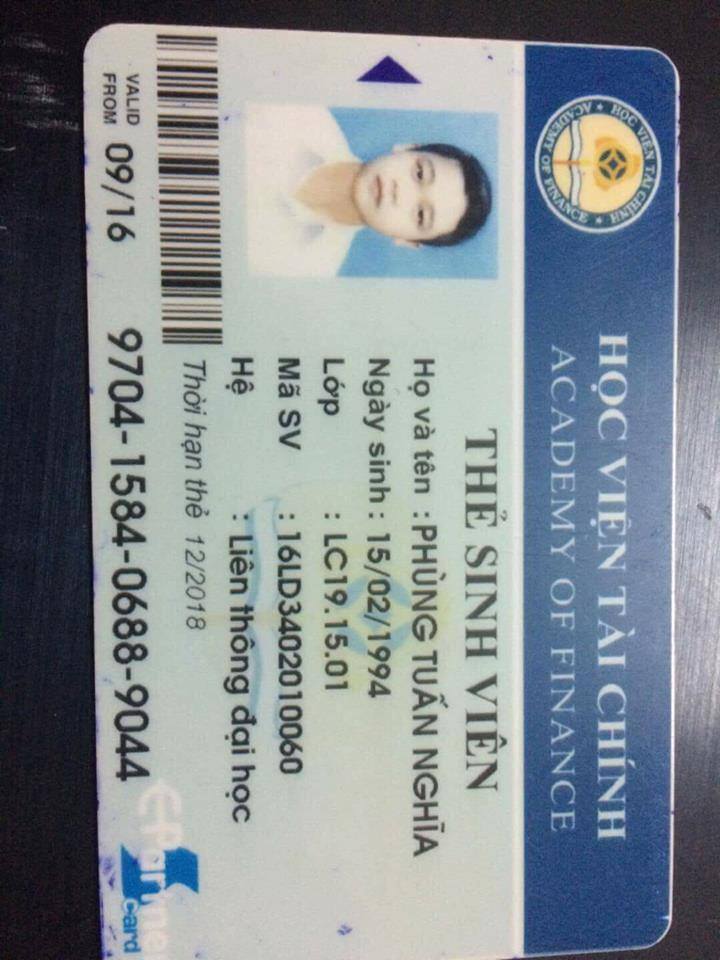 HỌC VIỆN TÀI CHÍNH
ACADEMY OF FINANCE
HỌC VIỆN TÀI CHÍNH ★ ACADEMY OF FINANCE ★
THẺ SINH VIÊN
Họ và tên : PHÙNG TUẤN NGHĨA
Ngày sinh : 15/02/1994
Lớp : LC19.15.01
Mã SV : 16LD3402010060
Hệ : Liên thông đại học
Thời hạn thẻ 12/2018
VALID FROM 09/16
9704-1584-0688-9044
Card